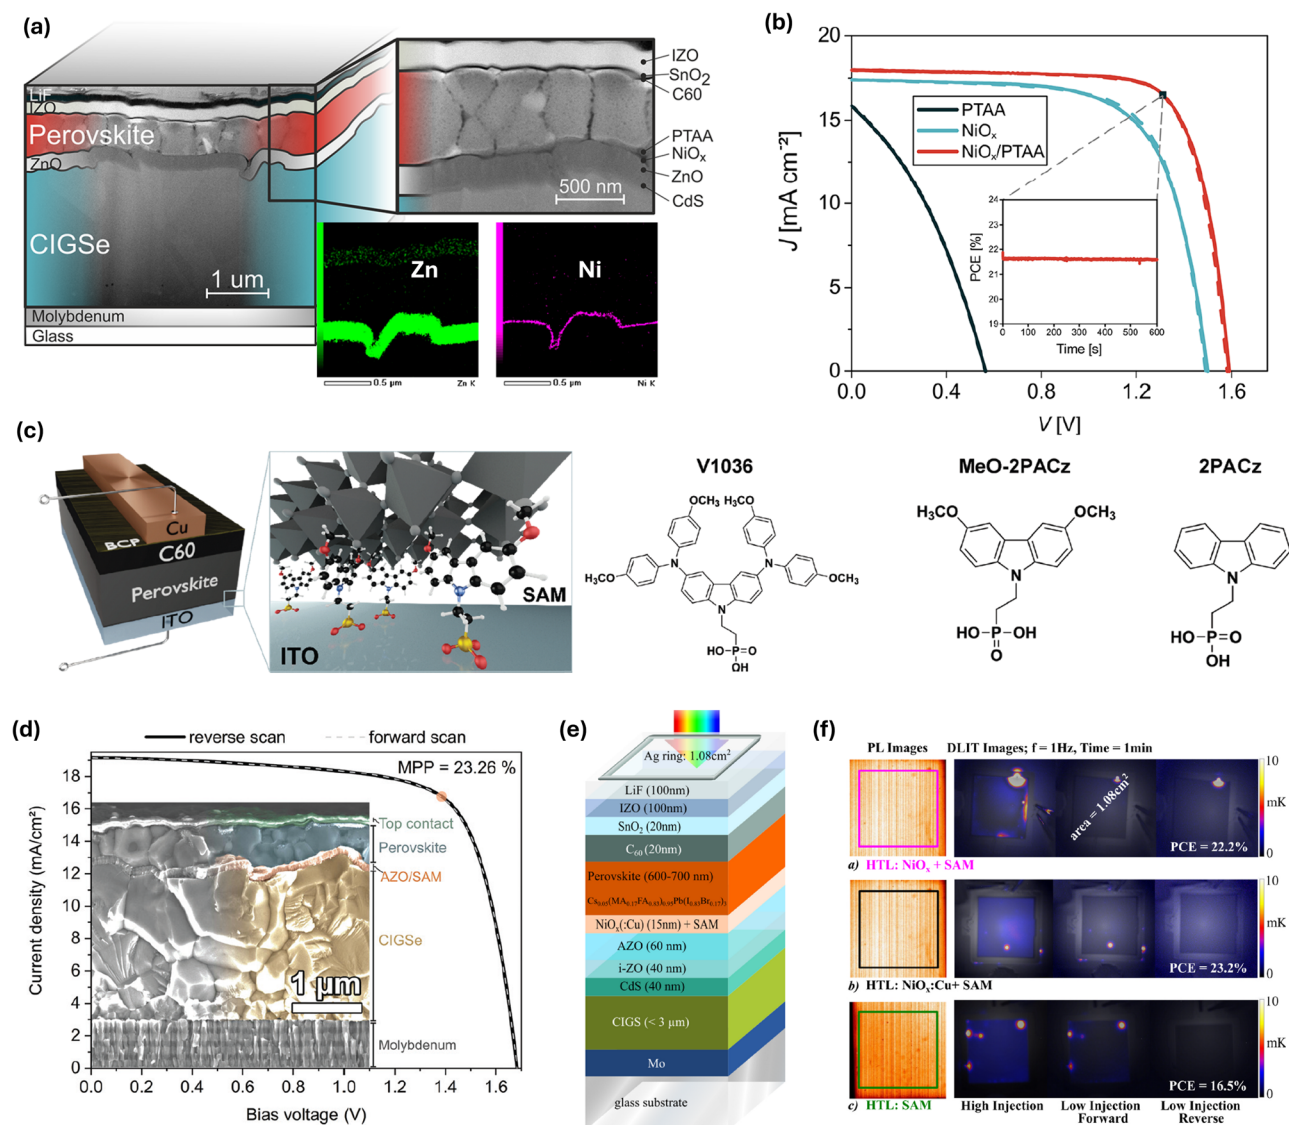 (a)
LiF
IZO
Perovskite
ZnO
CIGSe
1 um
Molybdenum
Glass
IZO
SnO2
C60
PTAA
NiOx
ZnO
CdS
500 nm
Zn
0.5 µm
Zn K
Ni
0.5 µm
Ni K
(b)
J [mA cm⁻²]
20
15
10
5
0
PTAA
NiOx
NiOx/PTAA
PCE [%]
24
23
22
21
20
19
0 100 200 300 400 500 600
Time [s]
0.0 0.4 0.8 1.2 1.6
V [V]
(c)
Cu
BCP
C60
Perovskite
ITO
SAM
ITO
V1036
OCH₃ H₃CO
N N
H₃CO OCH₃
N
HO-P=O
OH
MeO-2PACz
H₃CO OCH₃
N
HO-P-OH
O
2PACz
N
HO-P=O
OH
(d)
reverse scan forward scan
MPP = 23.26 %
Current density (mA/cm²)
18
16
14
12
10
8
6
4
2
0
Top contact
Perovskite
AZO/SAM
CIGSe
1 µm
Molybdenum
0.0 0.2 0.4 0.6 0.8 1.0 1.2 1.4 1.6
Bias voltage (V)
(e)
Ag ring: 1.08cm²
LiF (100nm)
IZO (100nm)
SnO2 (20nm)
C60 (20nm)
Perovskite (600-700 nm)
Cs0.05(MA0.17FA0.83)0.95Pb(I0.83Br0.17)3
NiOx(:Cu) (15nm) + SAM
AZO (60 nm)
i-ZO (40 nm)
CdS (40 nm)
CIGS (< 3 µm)
Mo
glass substrate
(f)
PL Images DLIT Images; f = 1Hz, Time = 1min
area = 1.08cm²
PCE = 22.2%
10
mK
0
a) HTL: NiOx + SAM
PCE = 23.2%
10
mK
0
b) HTL: NiOx:Cu+ SAM
PCE = 16.5%
10
mK
0
c) HTL: SAM
High Injection
Low Injection
Forward
Low Injection
Reverse